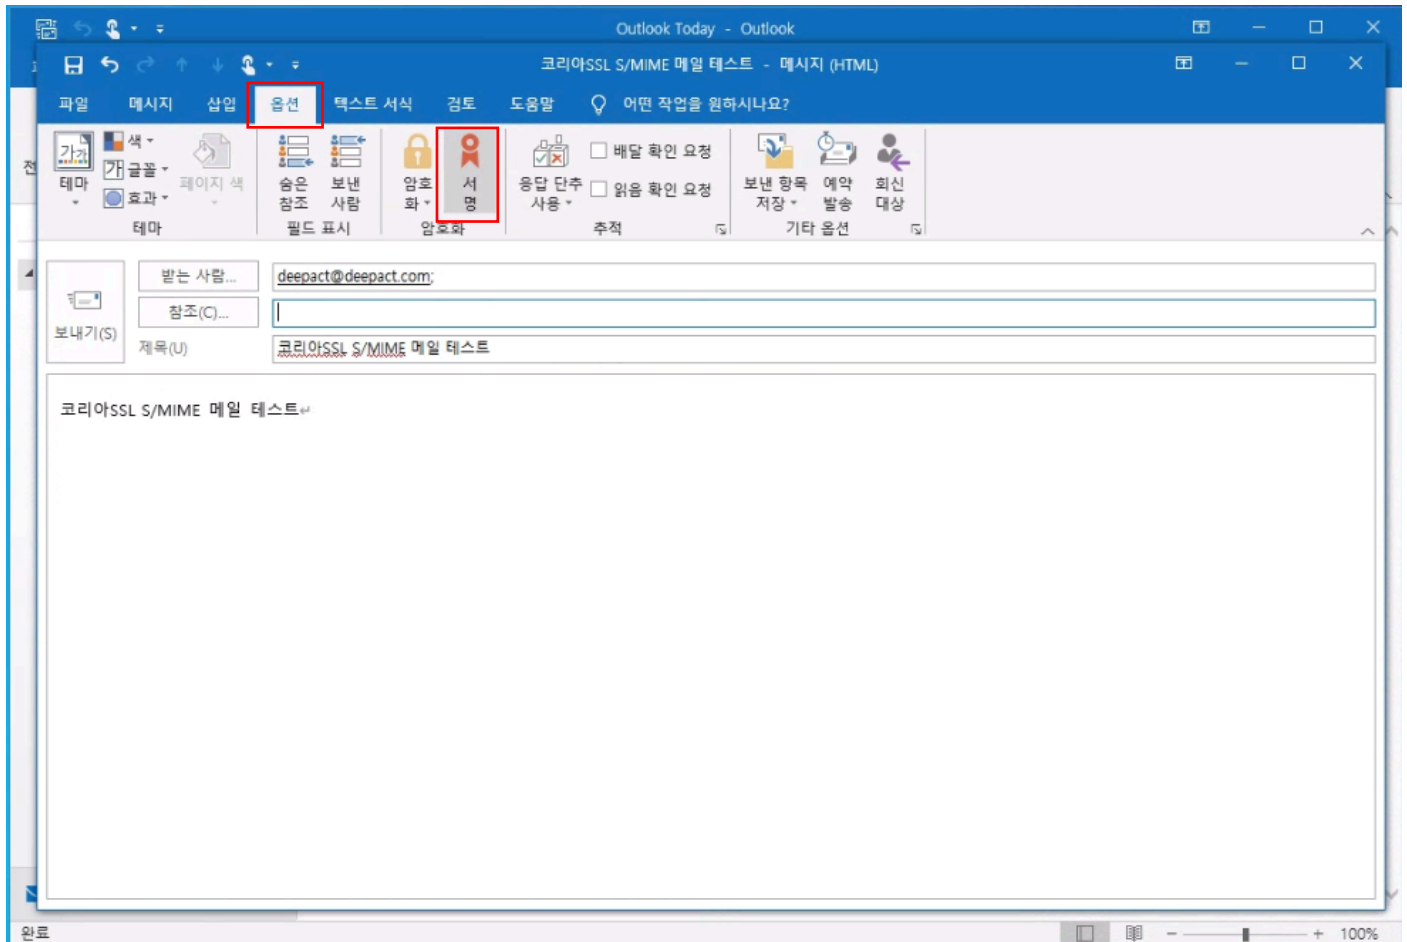 Outlook Today - Outlook
코리아SSL S/MIME 메일 테스트 - 메시지 (HTML)
파일 메시지 삽입 옵션 텍스트 서식 검토 도움말 어떤 작업을 원하시나요?
전
가가
테마
색
가 글꼴
효과
페이지 색
테마
숨은 참조
보낸 사람
필드 표시
암호화
서명
암호화
응답 단추 사용
배달 확인 요청
읽음 확인 요청
추적
보낸 항목 저장
예약 발송
회신 대상
기타 옵션
보내기(S)
받는 사람... deepact@deepact.com;
참조(C)...
제목(U) 코리아SSL S/MIME 메일 테스트
코리아SSL S/MIME 메일 테스트
완료
100%